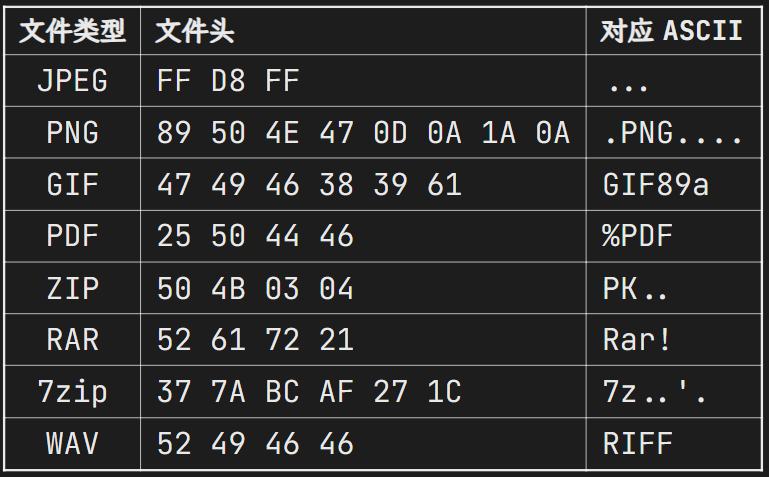 文件类型 文件头 对应 ASCII
JPEG FF D8 FF ...
PNG 89 50 4E 47 0D 0A 1A 0A .PNG....
GIF 47 49 46 38 39 61 GIF89a
PDF 25 50 44 46 %PDF
ZIP 50 4B 03 04 PK..
RAR 52 61 72 21 Rar!
7zip 37 7A BC AF 27 1C 7z..'.
WAV 52 49 46 46 RIFF